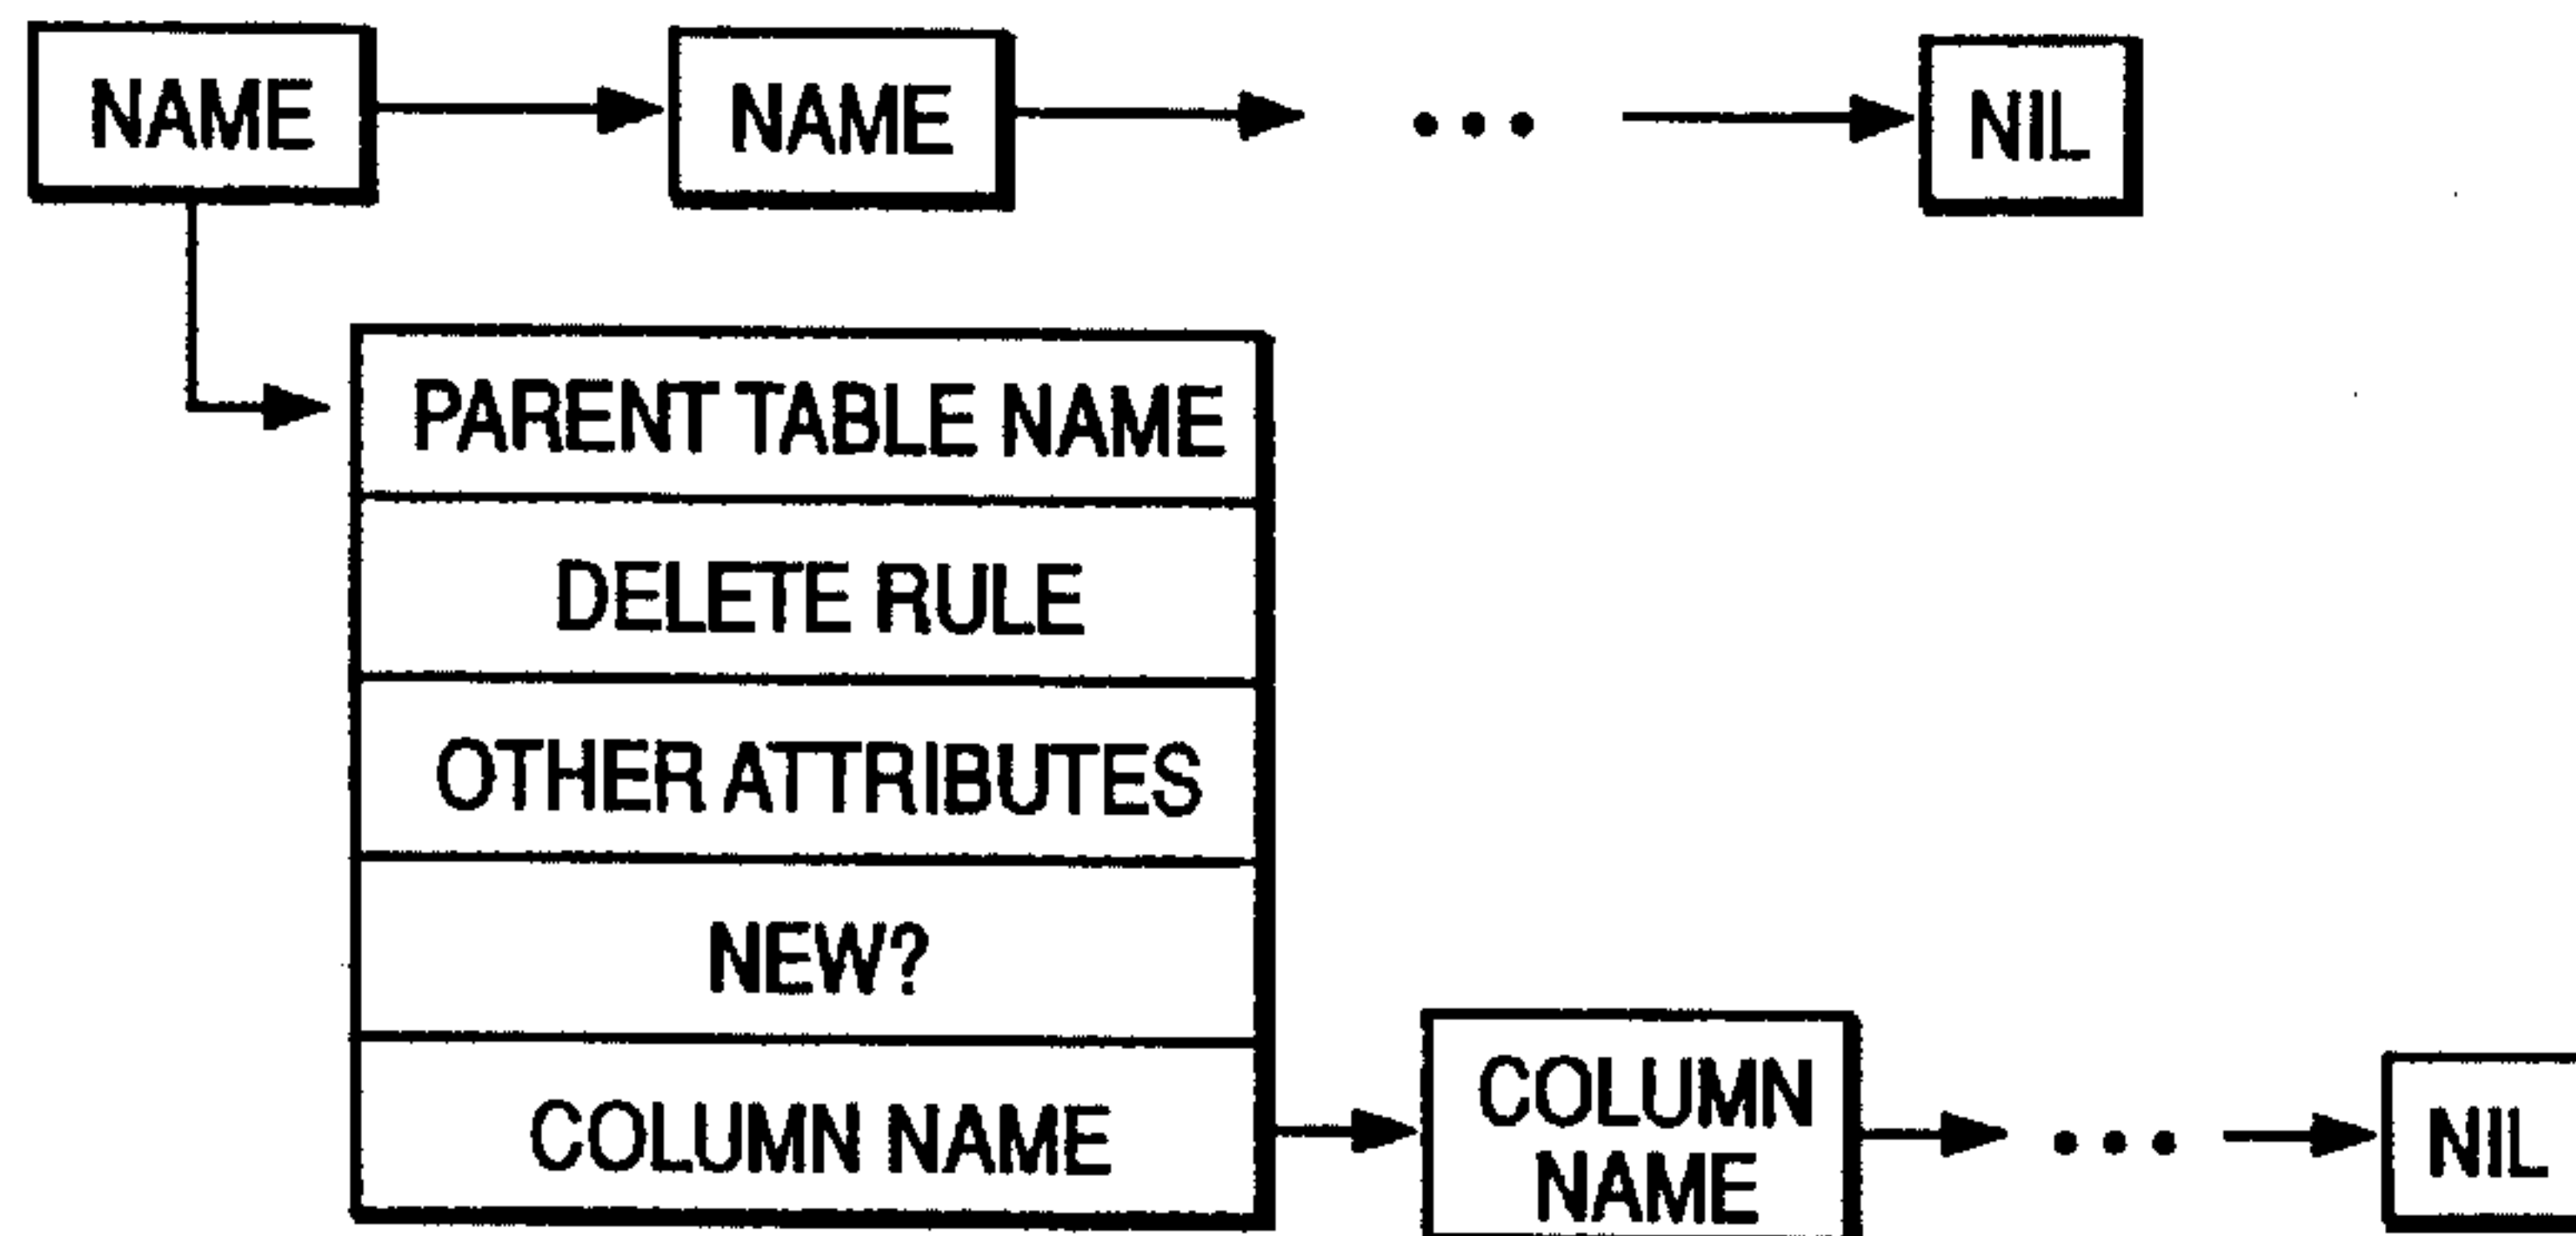 NAME NAME ••• NIL
PARENT TABLE NAME
DELETE RULE
OTHER ATTRIBUTES
NEW?
COLUMN NAME
COLUMN
NAME
••• NIL